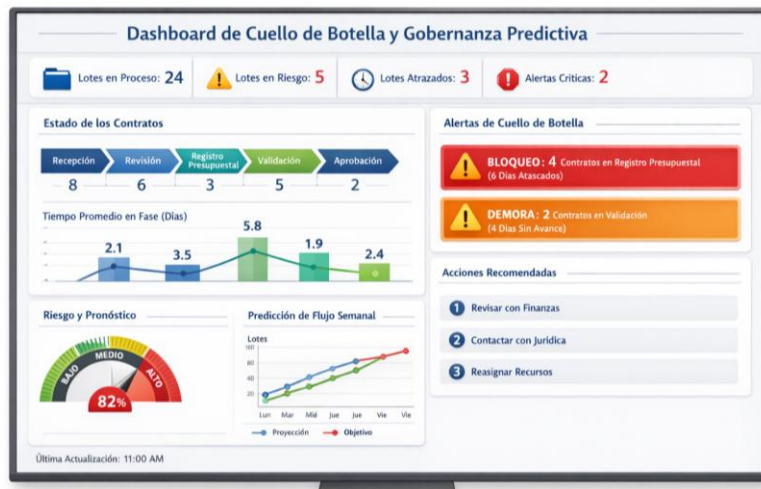 Dashboard de Cuello de Botella y Gobernanza Predictiva
Lotes en Proceso: 24
Lotes en Riesgo: 5
Lotes Atrazados: 3
Alertas Criticas: 2
Estado de los Contratos
Recepción
Revisión
Registro
Presupuestal
Validación
Aprobación
8
6
3
5
2
Tiempo Promedio en Fase (Días)
2.1
3.5
5.8
1.9
2.4
Alertas de Cuello de Botella
BLOQUEO: 4 Contratos en Registro Presupuestal
(6 Días Atascados)
DEMORA: 2 Contratos en Validación
(4 Días Sin Avance)
Acciones Recomendadas
1 Revisar con Finanzas
2 Contactar con Jurídica
3 Reasignar Recursos
Riesgo y Pronóstico
BAJO
MEDIO
ALTO
82%
Predicción de Flujo Semanal
Lotes
100
80
40
20
Lun Mar Mié Jue Jue Vie Vie
Proyección
Objetivo
Última Actualización: 11:00 AM